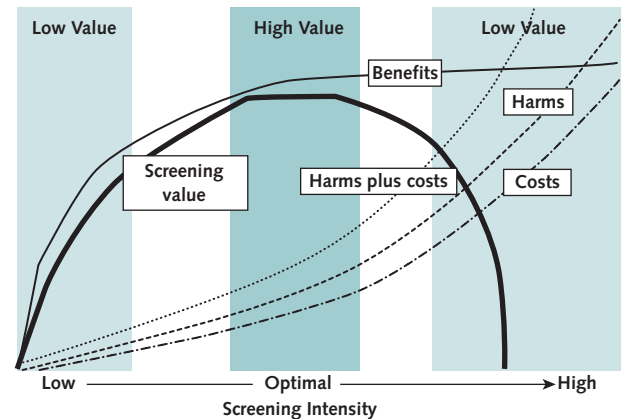 Low Value
High Value
Low Value
Benefits
Harms
Screening
value
Harms plus costs
Costs
Low
Optimal
High
Screening Intensity